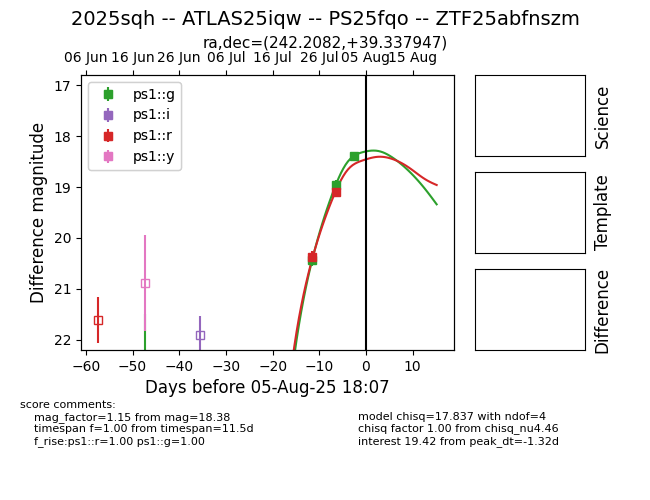 2025sqh -- ATLAS25iqw -- PS25fqo -- ZTF25abfnszm
ra,dec=(242.2082,+39.337947)
06 Jun 16 Jun 26 Jun 06 Jul 16 Jul 26 Jul 05 Aug 15 Aug
17
18
19
20
21
22
Difference magnitude
ps1::g
ps1::i
ps1::r
ps1::y
−60 −50 −40 −30 −20 −10 0 10
Days before 05-Aug-25 18:07
Science
Template
Difference
score comments:
mag_factor=1.15 from mag=18.38
timespan f=1.00 from timespan=11.5d
f_rise:ps1::r=1.00 ps1::g=1.00
model chisq=17.837 with ndof=4
chisq factor 1.00 from chisq_nu4.46
interest 19.42 from peak_dt=-1.32d